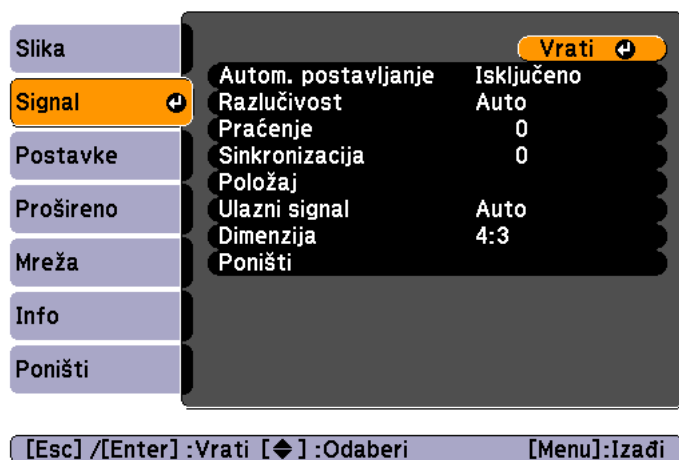 Slika
Signal
Postavke
Prošireno
Mreža
Info
Poništi
Vrati
Autom. postavljanje Isključeno
Razlučivost Auto
Praćenje 0
Sinkronizacija 0
Položaj
Ulazni signal Auto
Dimenzija 4:3
Poništi
[Esc] /[Enter] :Vrati [◆] :Odaberi [Menu]:Izađi